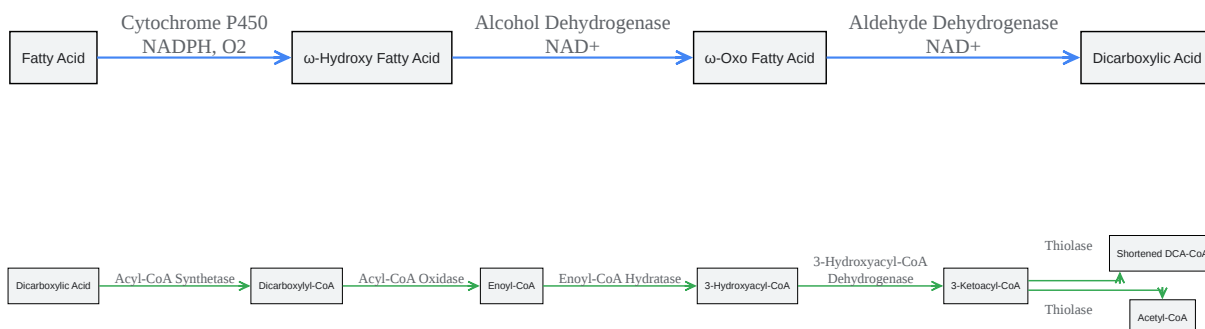 Cytochrome P450
NADPH, O2
Alcohol Dehydrogenase
NAD+
Aldehyde Dehydrogenase
NAD+
Fatty Acid
ω-Hydroxy Fatty Acid
ω-Oxo Fatty Acid
Dicarboxylic Acid
Dicarboxylic Acid
Acyl-CoA Synthetase
Dicarboxylyl-CoA
Acyl-CoA Oxidase
Enoyl-CoA
Enoyl-CoA Hydratase
3-Hydroxyacyl-CoA
3-Hydroxyacyl-CoA
Dehydrogenase
3-Ketoacyl-CoA
Thiolase
Shortened DCA-CoA
Thiolase
Acetyl-CoA